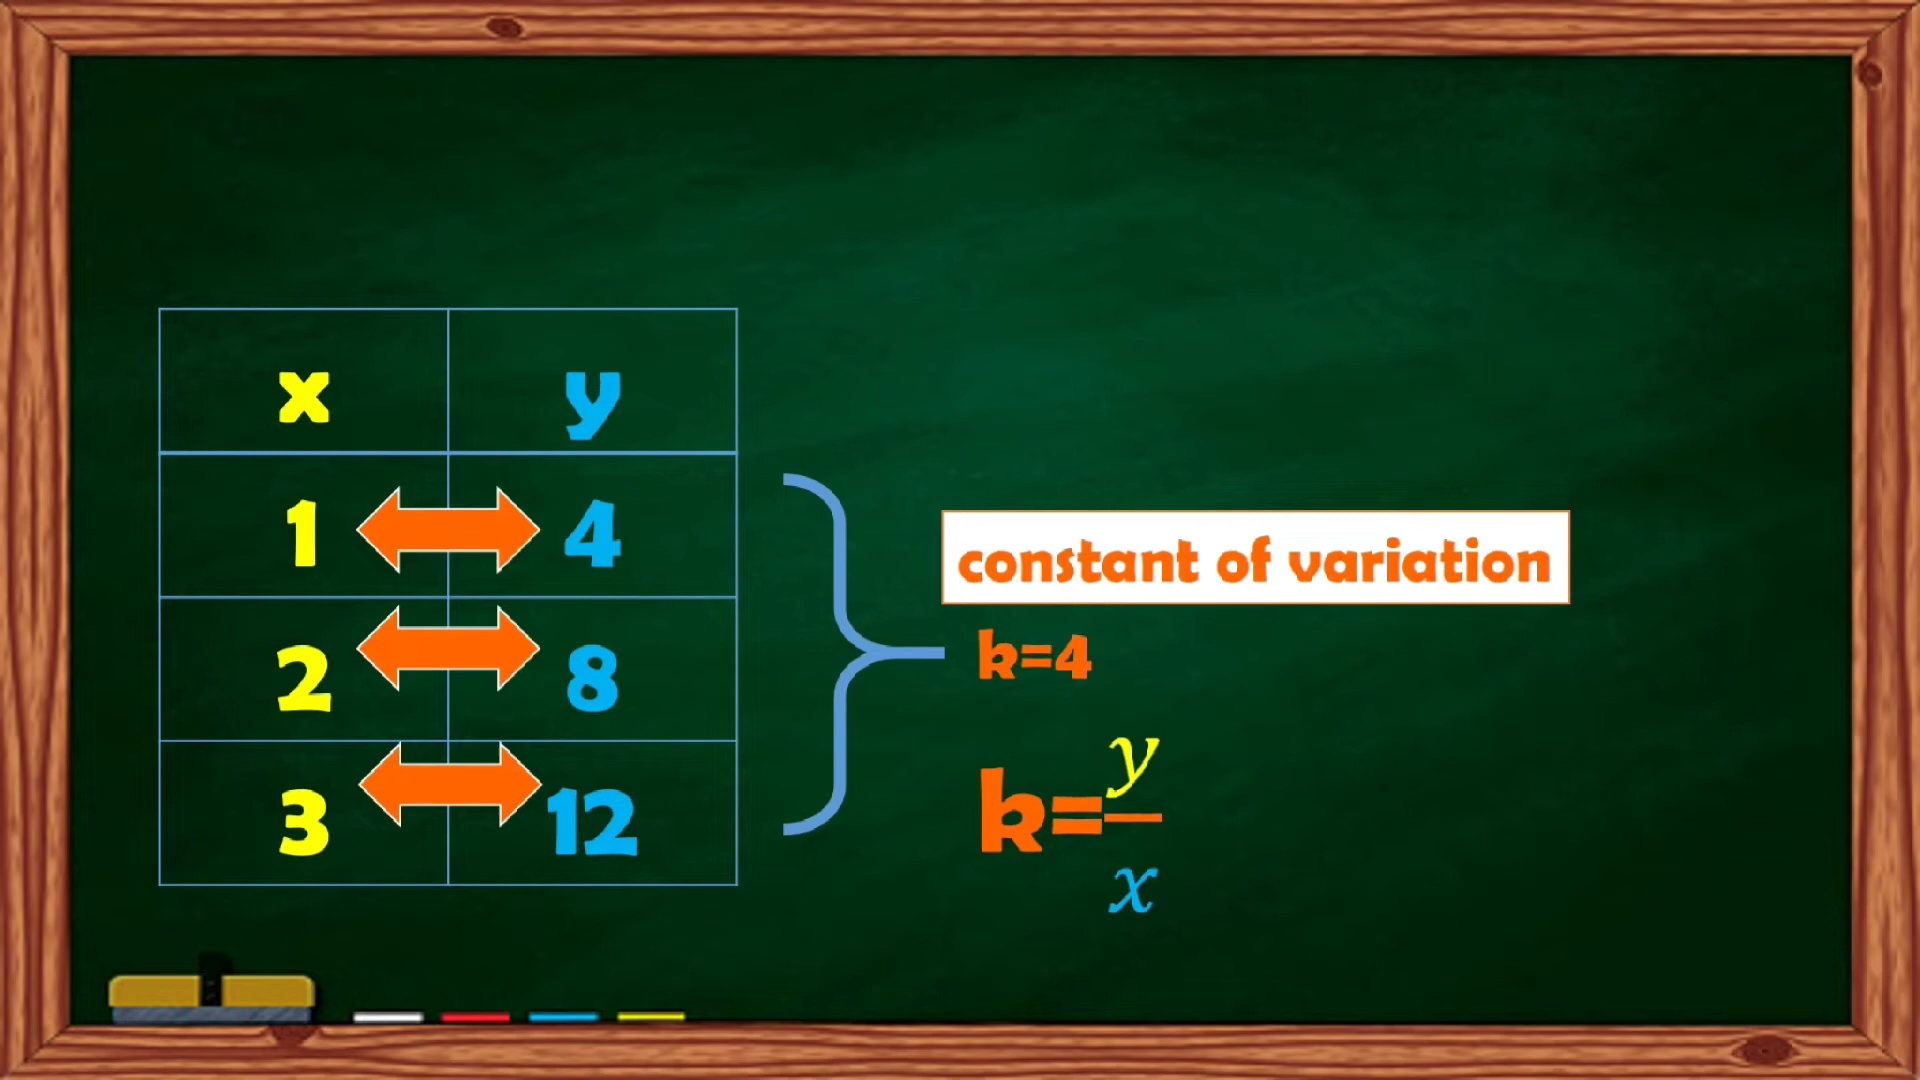 x y
1 4
2 8
3 12
constant of variation
k=4
k=y/x